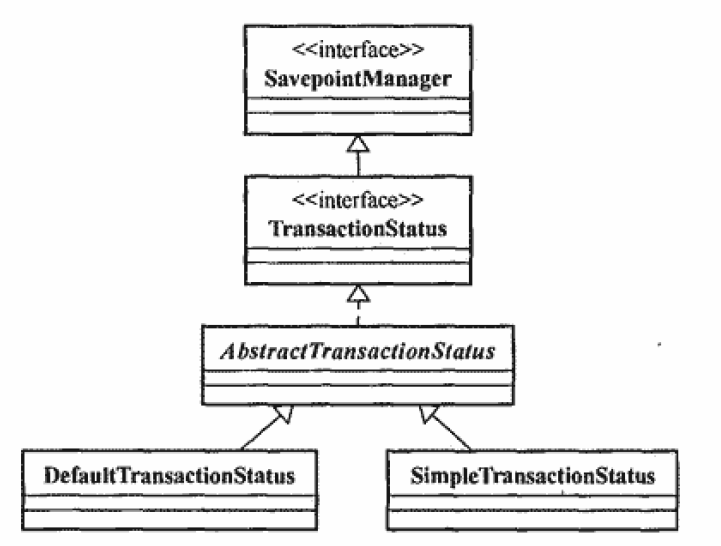 <<interface>>
SavepointManager
<<interface>>
TransactionStatus
AbstractTransactionStatus
DefaultTransactionStatus
SimpleTransactionStatus